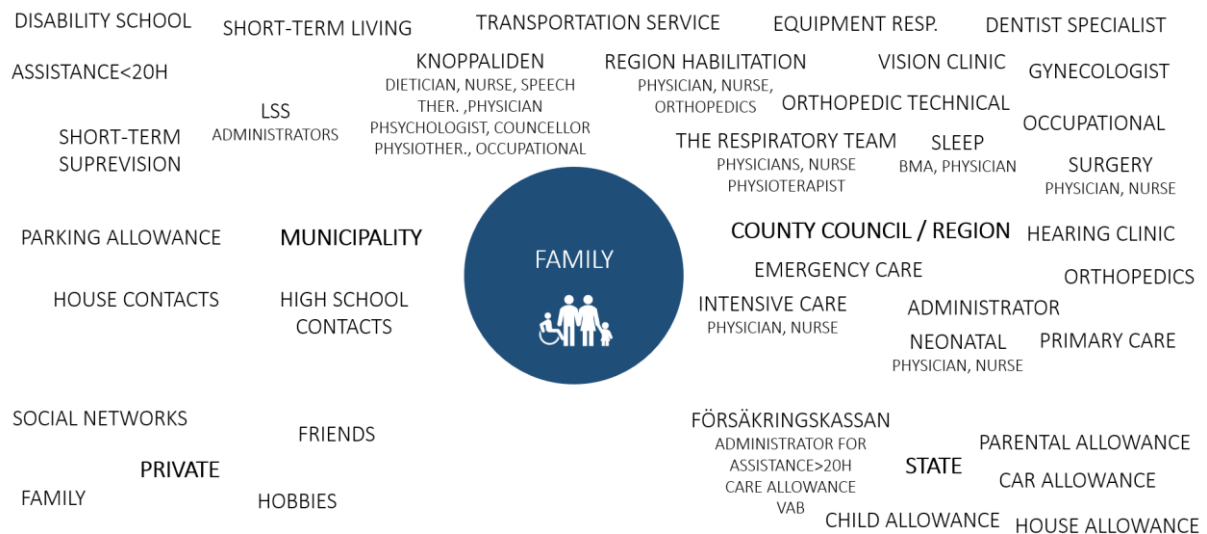 DISABILITY SCHOOL
SHORT-TERM LIVING
TRANSPORTATION SERVICE
EQUIPMENT RESP.
DENTIST SPECIALIST
ASSISTANCE<20H
LSS
ADMINISTRATORS
KNOPPALIDEN
DIETICIAN, NURSE, SPEECH
THER. ,PHYSICIAN
PHSYCHOLOGIST, COUNCELLOR
PHYSIOTHER., OCCUPATIONAL
REGION HABILITATION
PHYSICIAN, NURSE,
ORTHOPEDICS
VISION CLINIC
GYNECOLOGIST
ORTHOPEDIC TECHNICAL
OCCUPATIONAL
SHORT-TERM
SUPREVISION
THE RESPIRATORY TEAM
PHYSICIANS, NURSE
PHYSIOTERAPIST
SLEEP
BMA, PHYSICIAN
SURGERY
PHYSICIAN, NURSE
PARKING ALLOWANCE
MUNICIPALITY
FAMILY
COUNTY COUNCIL / REGION
HEARING CLINIC
EMERGENCY CARE
ORTHOPEDICS
HOUSE CONTACTS
HIGH SCHOOL
CONTACTS
INTENSIVE CARE
PHYSICIAN, NURSE
ADMINISTRATOR
NEONATAL
PHYSICIAN, NURSE
PRIMARY CARE
SOCIAL NETWORKS
FRIENDS
PRIVATE
FAMILY
HOBBIES
FÖRSÄKRINGSKASSAN
ADMINISTRATOR FOR
ASSISTANCE>20H
CARE ALLOWANCE
VAB
STATE
PARENTAL ALLOWANCE
CAR ALLOWANCE
CHILD ALLOWANCE
HOUSE ALLOWANCE